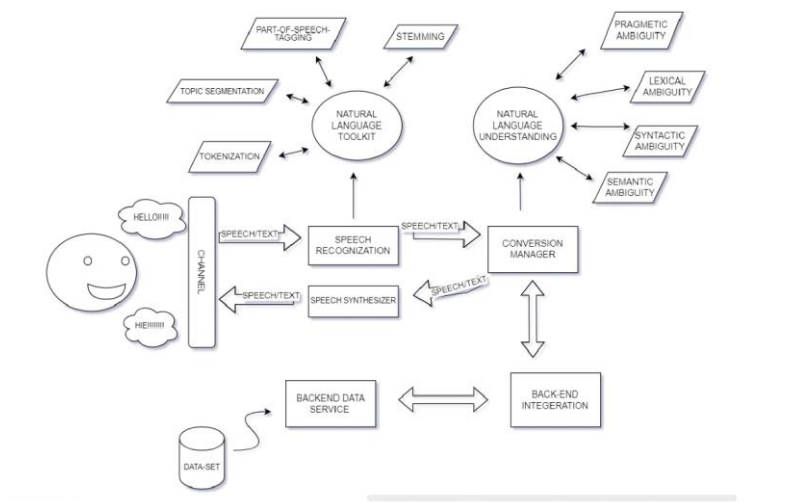 PART-OF-SPEECH-
TAGGING
STEMMING
TOPIC SEGMENTATION
NATURAL
LANGUAGE
TOOLKIT
TOKENIZATION
PRAGMETIC
AMBIGUITY
LEXICAL
AMBIGUITY
NATURAL
LANGUAGE
UNDERSTANDING
SYNTACTIC
AMBIGUITY
SEMANTIC
AMBIGUITY
HELLO!!!!!
CHANNEL
SPEECH/TEXT
SPEECH
RECOGNIZATION
SPEECH/TEXT
CONVERSION
MANAGER
SPEECH/TEXT
SPEECH SYNTHESIZER
SPEECH/TEXT
HIE!!!!!!!!
BACKEND DATA
SERVICE
BACK-END
INTEGERATION
DATA-SET